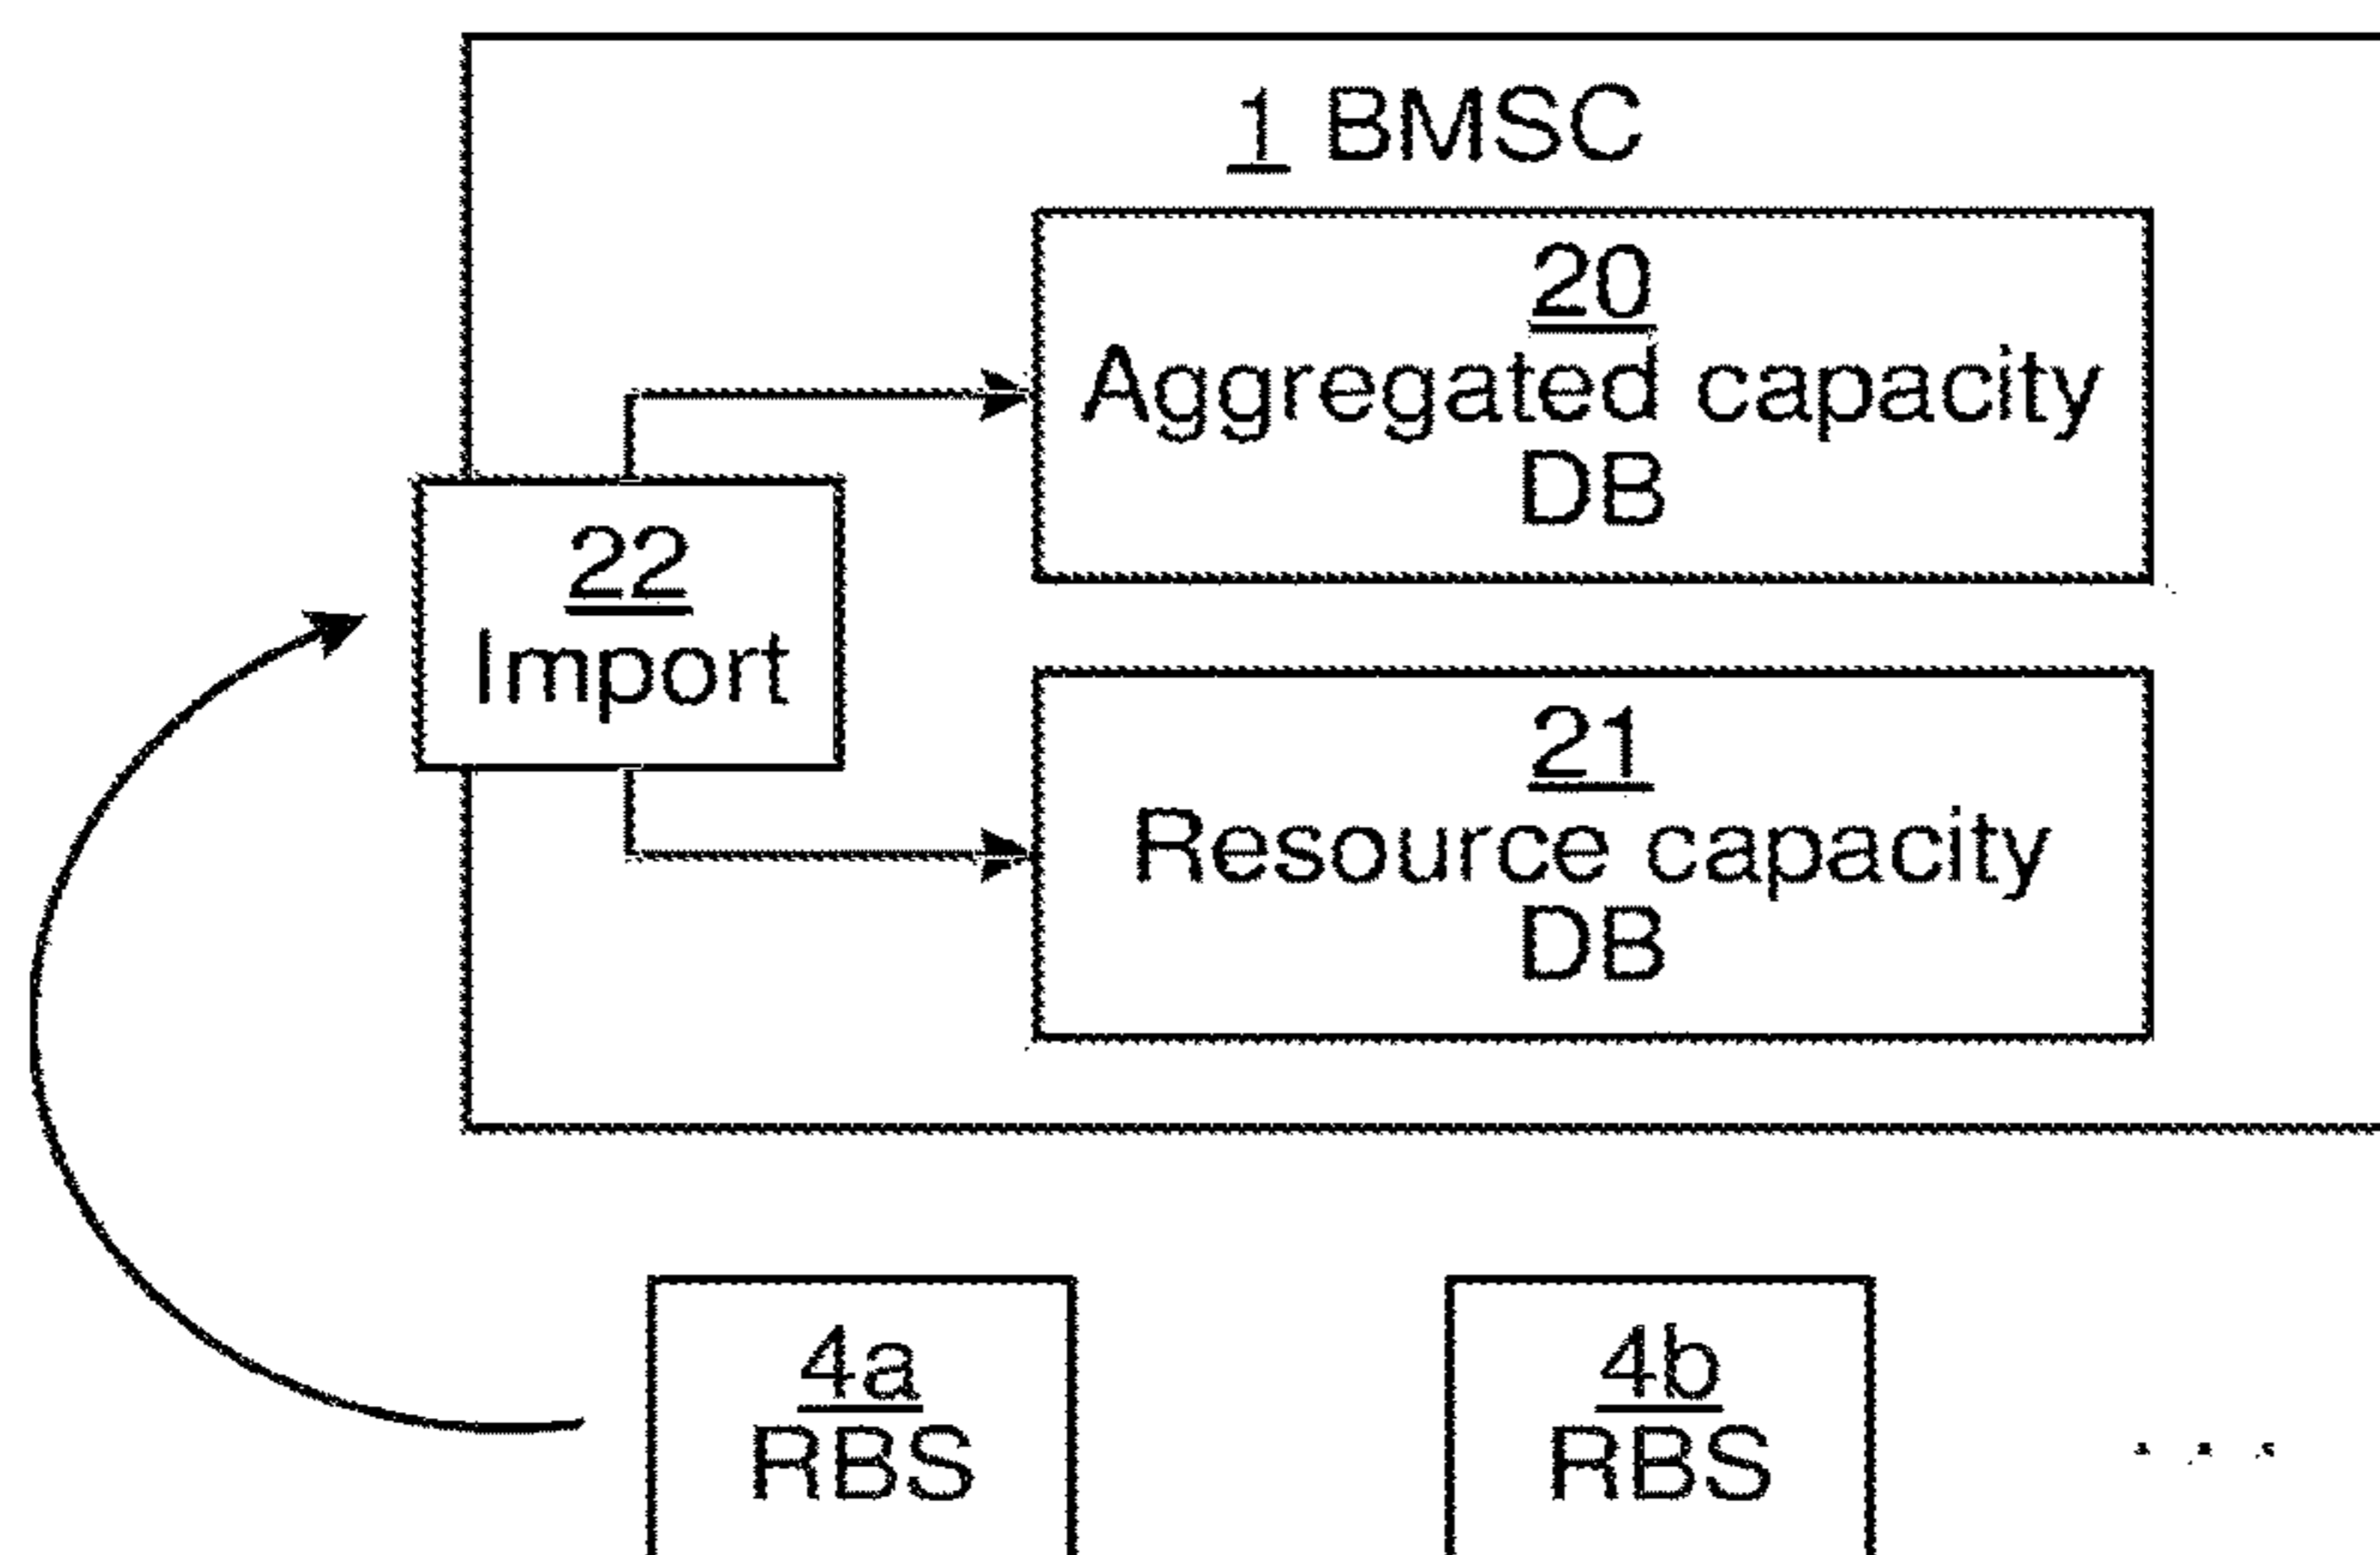 1 BMSC
20
Aggregated capacity
DB
22
Import
21
Resource capacity
DB
4a
RBS
4b
RBS
. . .